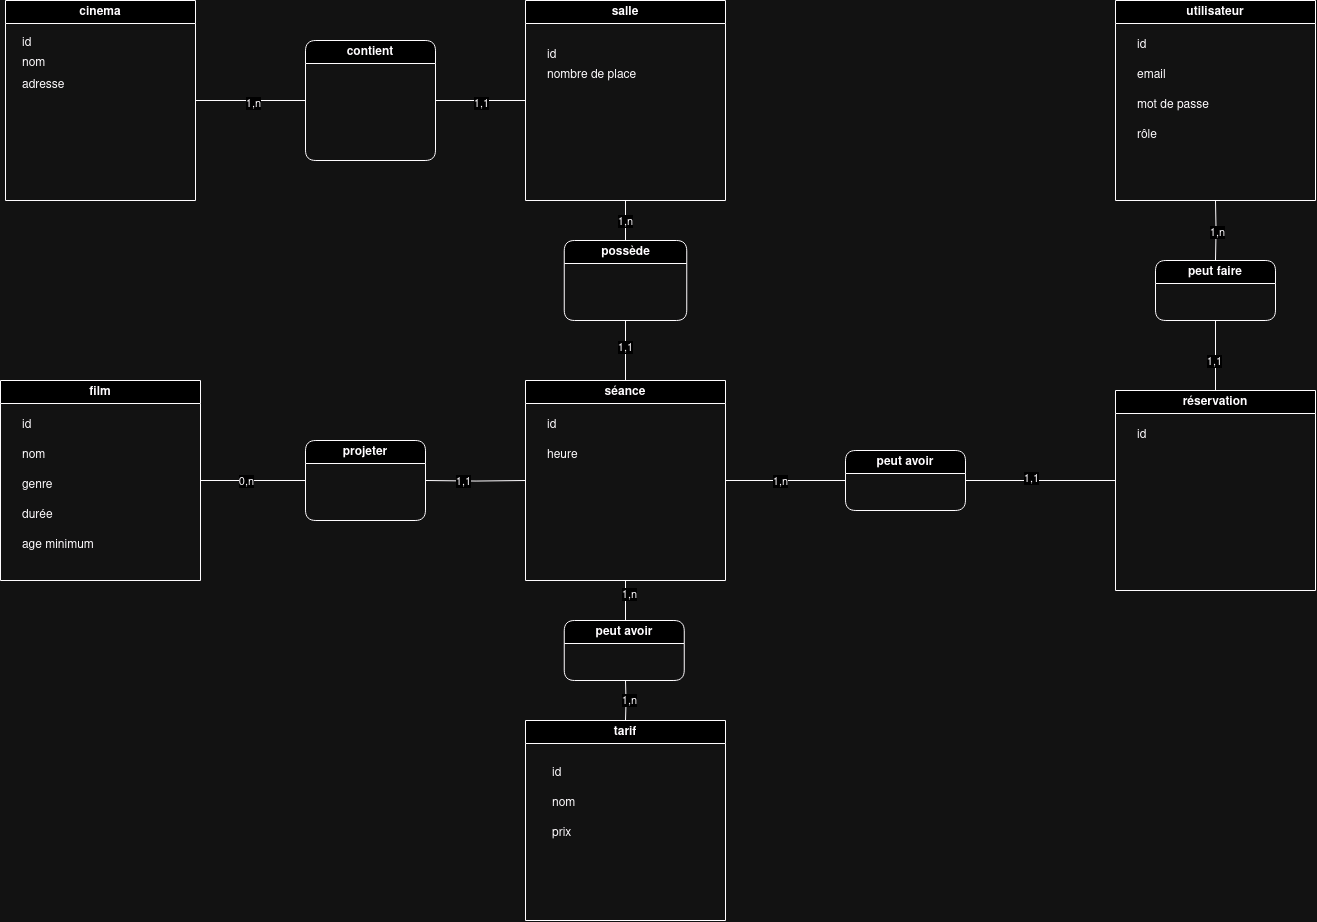 cinema
id
nom
adresse
1,n
contient
1,1
salle
id
nombre de place
utilisateur
id
email
mot de passe
rôle
1,n
possède
1,1
1,n
peut faire
1,1
film
id
nom
genre
durée
age minimum
0,n
projeter
1,1
séance
id
heure
1,n
peut avoir
1,1
réservation
id
1,n
peut avoir
1,n
tarif
id
nom
prix